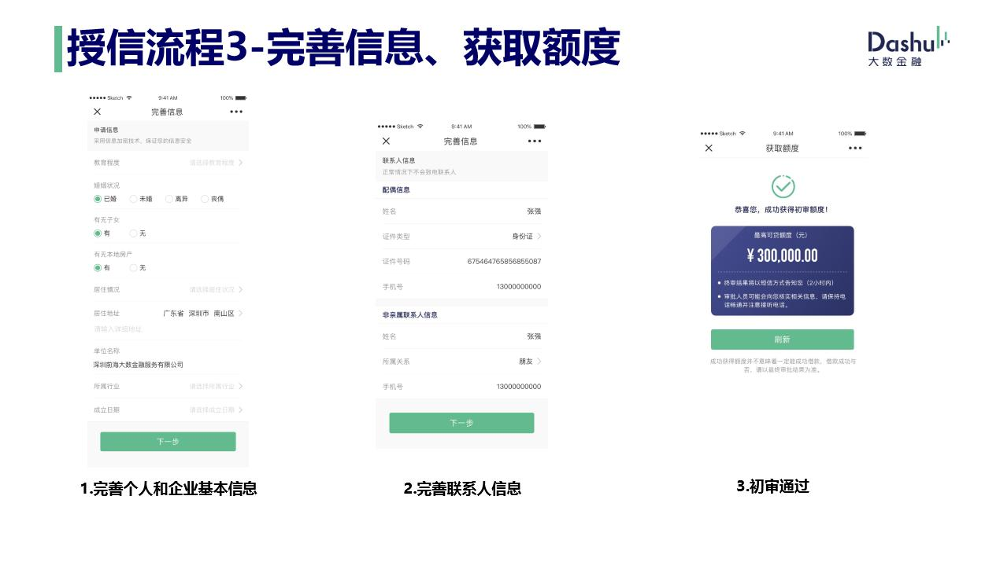 授信流程3-完善信息、获取额度
Dashu
大数金融
Sketch 9:41 AM 100%
完善信息
申请信息
采用信息加密技术，保证您的信息安全
教育程度 请选择教育程度
婚姻状况
已婚 未婚 离异 丧偶
有无子女
有 无
有无本地房产
有 无
居住情况 请选择居住状况
居住地址 广东省 深圳市 南山区
请输入详细地址
单位名称
深圳前海大数金融服务有限公司
所属行业 请选择所属行业
成立日期 请选择成立日期
下一步
1.完善个人和企业基本信息
Sketch 9:41 AM 100%
完善信息
联系人信息
正常情况下不会致电联系人
配偶信息
姓名 张强
证件类型 身份证
证件号码 675464765856855087
手机号 13000000000
非亲属联系人信息
姓名 张强
所属关系 朋友
手机号 13000000000
下一步
2.完善联系人信息
Sketch 9:41 AM 100%
获取额度
恭喜您，成功获得初审额度！
最高可贷额度（元）
¥ 300,000.00
终审结果将以短信方式告知您（2小时内）
审批人员可能会向您核实相关信息，请保持电
话畅通并注意接听电话。
刷新
成功获得额度并不意味着一定能成功借款，借款成功与
否，请以最终审批结果为准。
3.初审通过